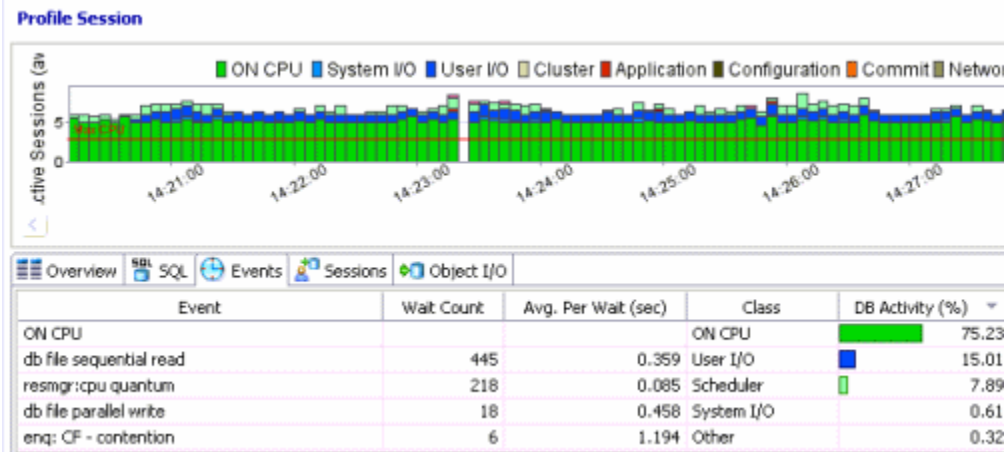 Profile Session
ctive Sessions (av
ON CPU System I/O User I/O Cluster Application Configuration Commit Networ
5
Max CPU
0
14:21:00 14:22:00 14:23:00 14:24:00 14:25:00 14:26:00 14:27:00
Overview SQL SQL Events Sessions Object I/O
Event Wait Count Avg. Per Wait (sec) Class DB Activity (%)
ON CPU ON CPU 75.23
db file sequential read 445 0.359 User I/O 15.01
resmgr:cpu quantum 218 0.085 Scheduler 7.89
db file parallel write 18 0.458 System I/O 0.61
enq: CF - contention 6 1.194 Other 0.32